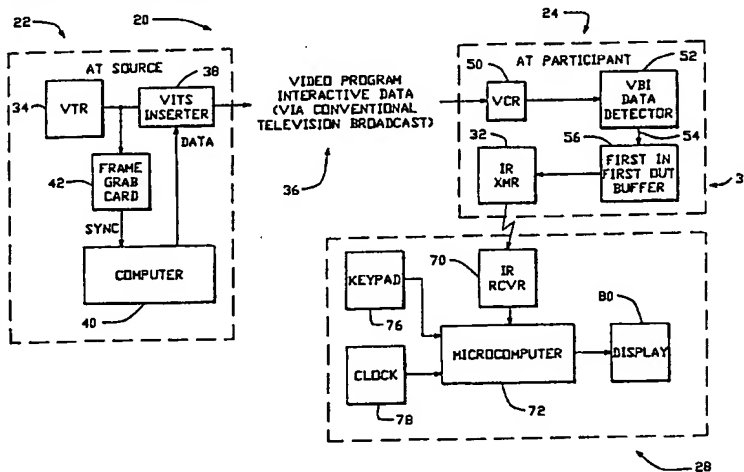 22
20
24
AT SOURCE
38
34
VTR
VITS
INSERTER
DATA
42
FRAME
GRAB
CARD
SYNC
COMPUTER
40
VIDEO PROGRAM
INTERACTIVE DATA
(VIA CONVENTIONAL
TELEVISION BROADCAST)
36
AT PARTICIPANT
50
52
VCR
VBI
DATA
DETECTOR
54
56
32
IR
XMR
FIRST IN
FIRST OUT
BUFFER
3
70
IR
RCVR
KEYPAD
76
80
MICROCOMPUTER
72
DISPLAY
CLOCK
78
28